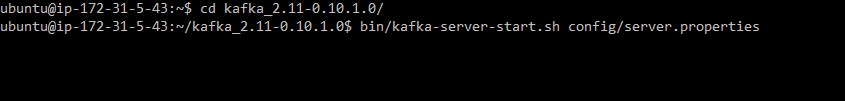 ubuntu@ip-172-31-5-43:~$ cd kafka_2.11-0.10.1.0/
ubuntu@ip-172-31-5-43:~/kafka_2.11-0.10.1.0$ bin/kafka-server-start.sh config/server.properties